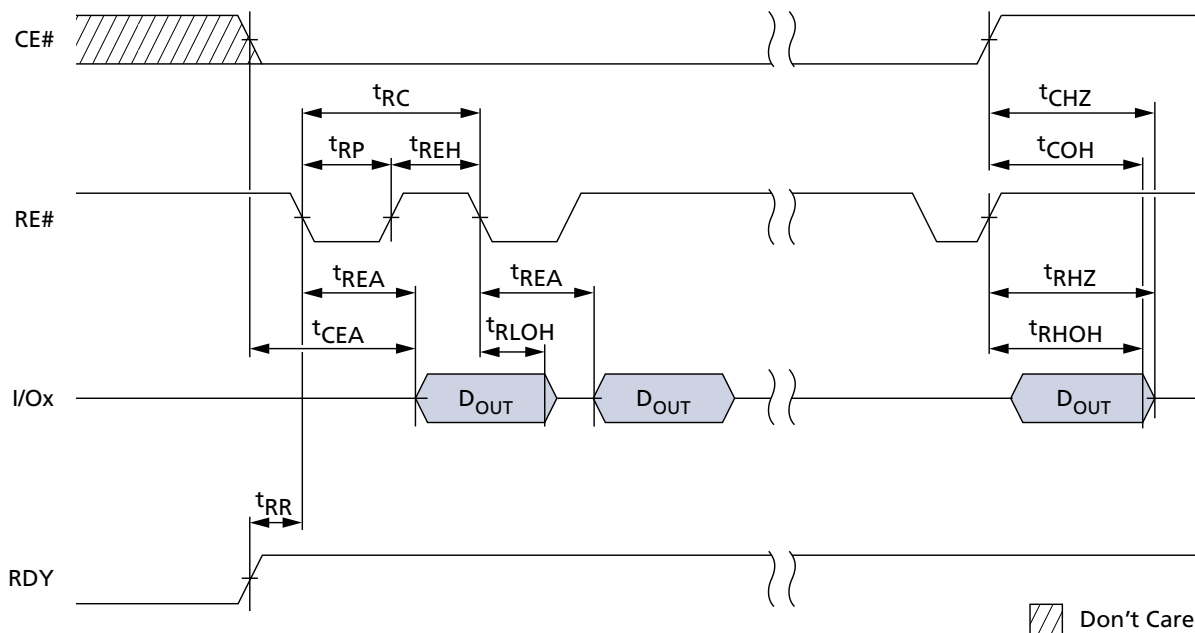 CE#
tRC
tCHZ
tRP
tREH
tCOH
RE#
tREA
tREA
tRHZ
tCEA
tRLOH
tRHOH
I/Ox
DOUT
DOUT
DOUT
tRR
RDY
Don't Care